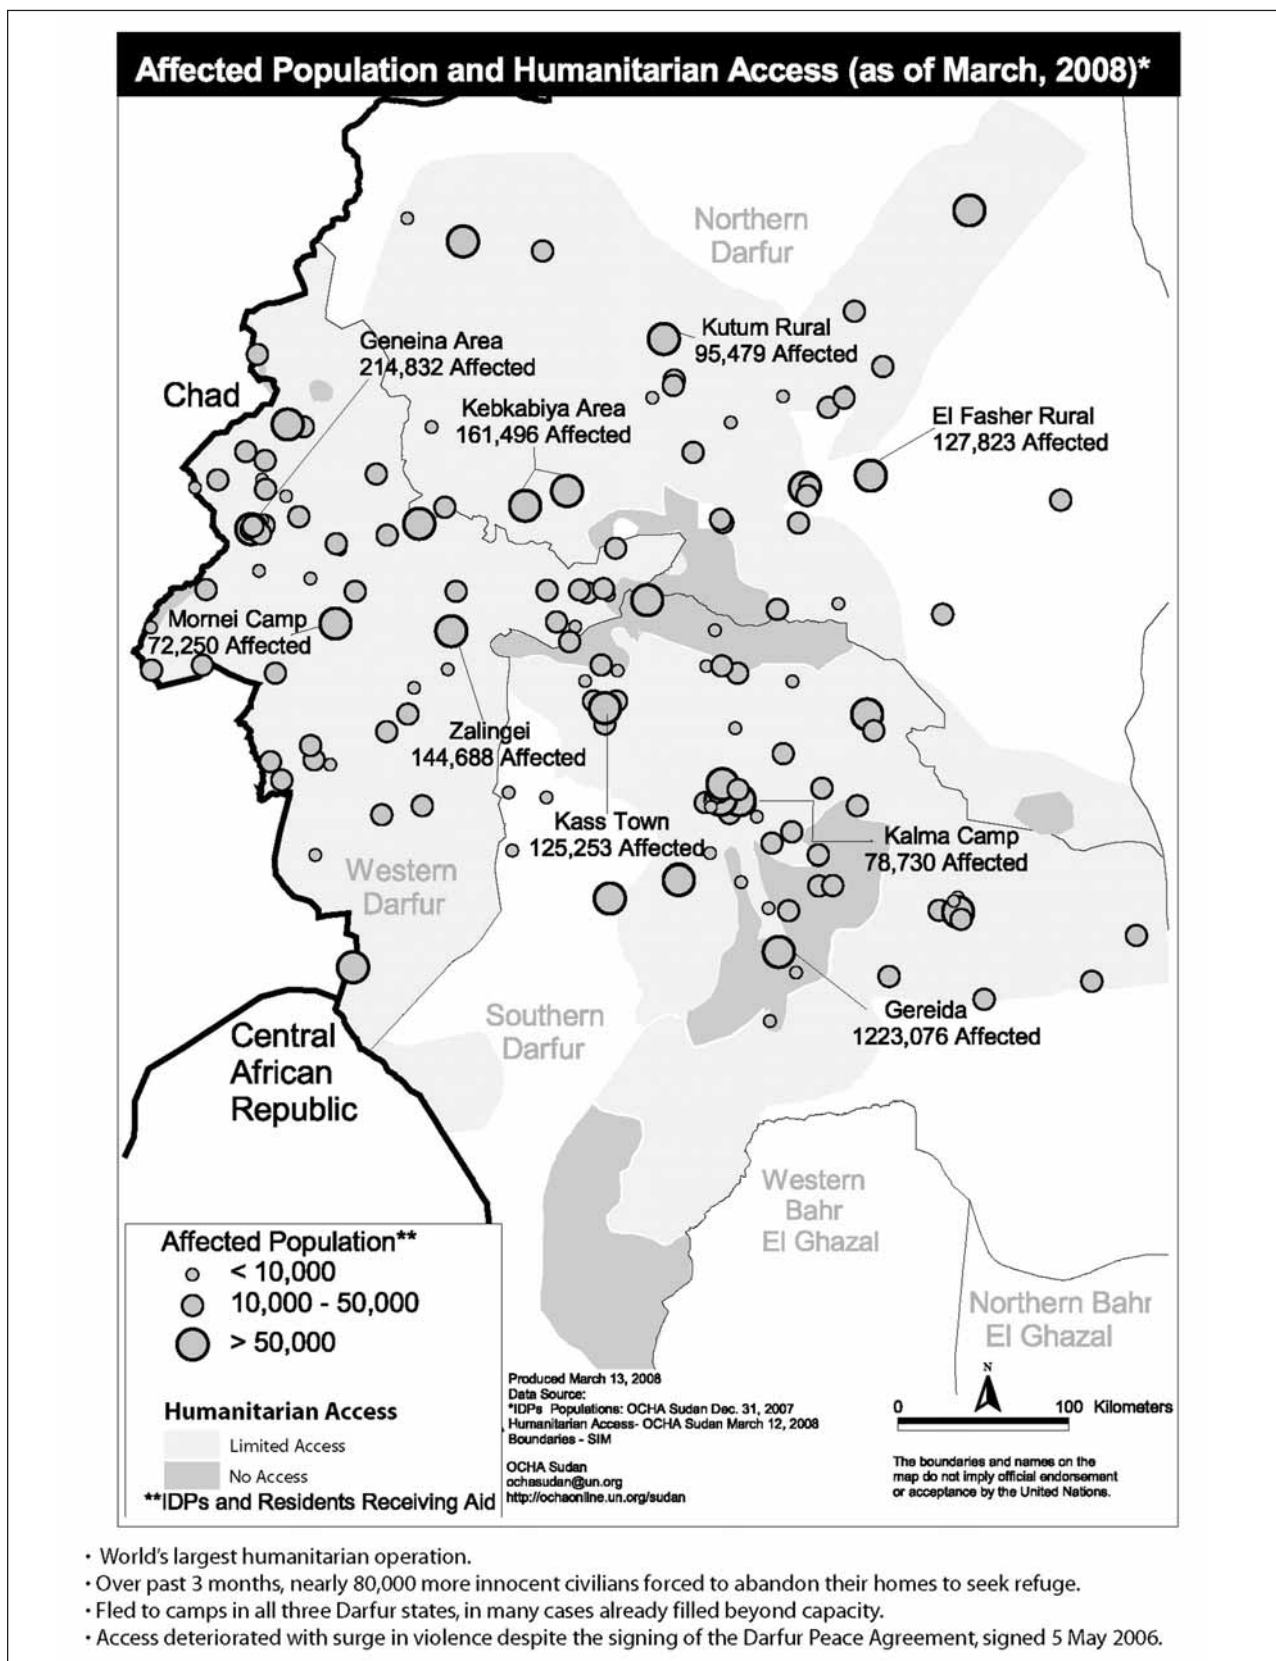 Affected Population and Humanitarian Access (as of March, 2008)*
Northern
Darfur
Kutum Rural
95,479 Affected
Geneina Area
214,832 Affected
Chad
Kebkabiya Area
161,496 Affected
El Fasher Rural
127,823 Affected
Mornei Camp
72,250 Affected
Zalingei
144,688 Affected
Kass Town
125,253 Affected
Kalma Camp
78,730 Affected
Western
Darfur
Gereida
1223,076 Affected
Southern
Darfur
Central
African
Republic
Western
Bahr
El Ghazal
Northern Bahr
El Ghazal
Affected Population**
< 10,000
10,000 - 50,000
> 50,000
Humanitarian Access
Limited Access
No Access
**IDPs and Residents Receiving Aid
Produced March 13, 2008
Data Source:
*IDPs Populations: OCHA Sudan Dec. 31, 2007
Humanitarian Access- OCHA Sudan March 12, 2008
Boundaries - SIM
OCHA Sudan
ochasudan@un.org
http://ochaonline.un.org/sudan
N
0 100 Kilometers
The boundaries and names on the
map do not imply official endorsement
or acceptance by the United Nations.
• World's largest humanitarian operation.
• Over past 3 months, nearly 80,000 more innocent civilians forced to abandon their homes to seek refuge.
• Fled to camps in all three Darfur states, in many cases already filled beyond capacity.
• Access deteriorated with surge in violence despite the signing of the Darfur Peace Agreement, signed 5 May 2006.